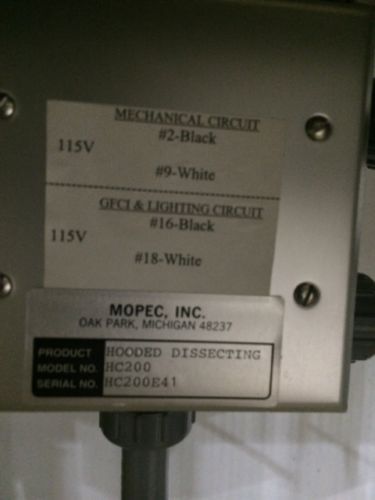 MECHANICAL CIRCUIT
115V #2-Black
#9-White
GFCI & LIGHTING CIRCUIT
115V #16-Black
#18-White
MOPEC, INC.
OAK PARK, MICHIGAN 48237
PRODUCT HOODED DISSECTING
MODEL NO. HC200
SERIAL NO. HC200E41